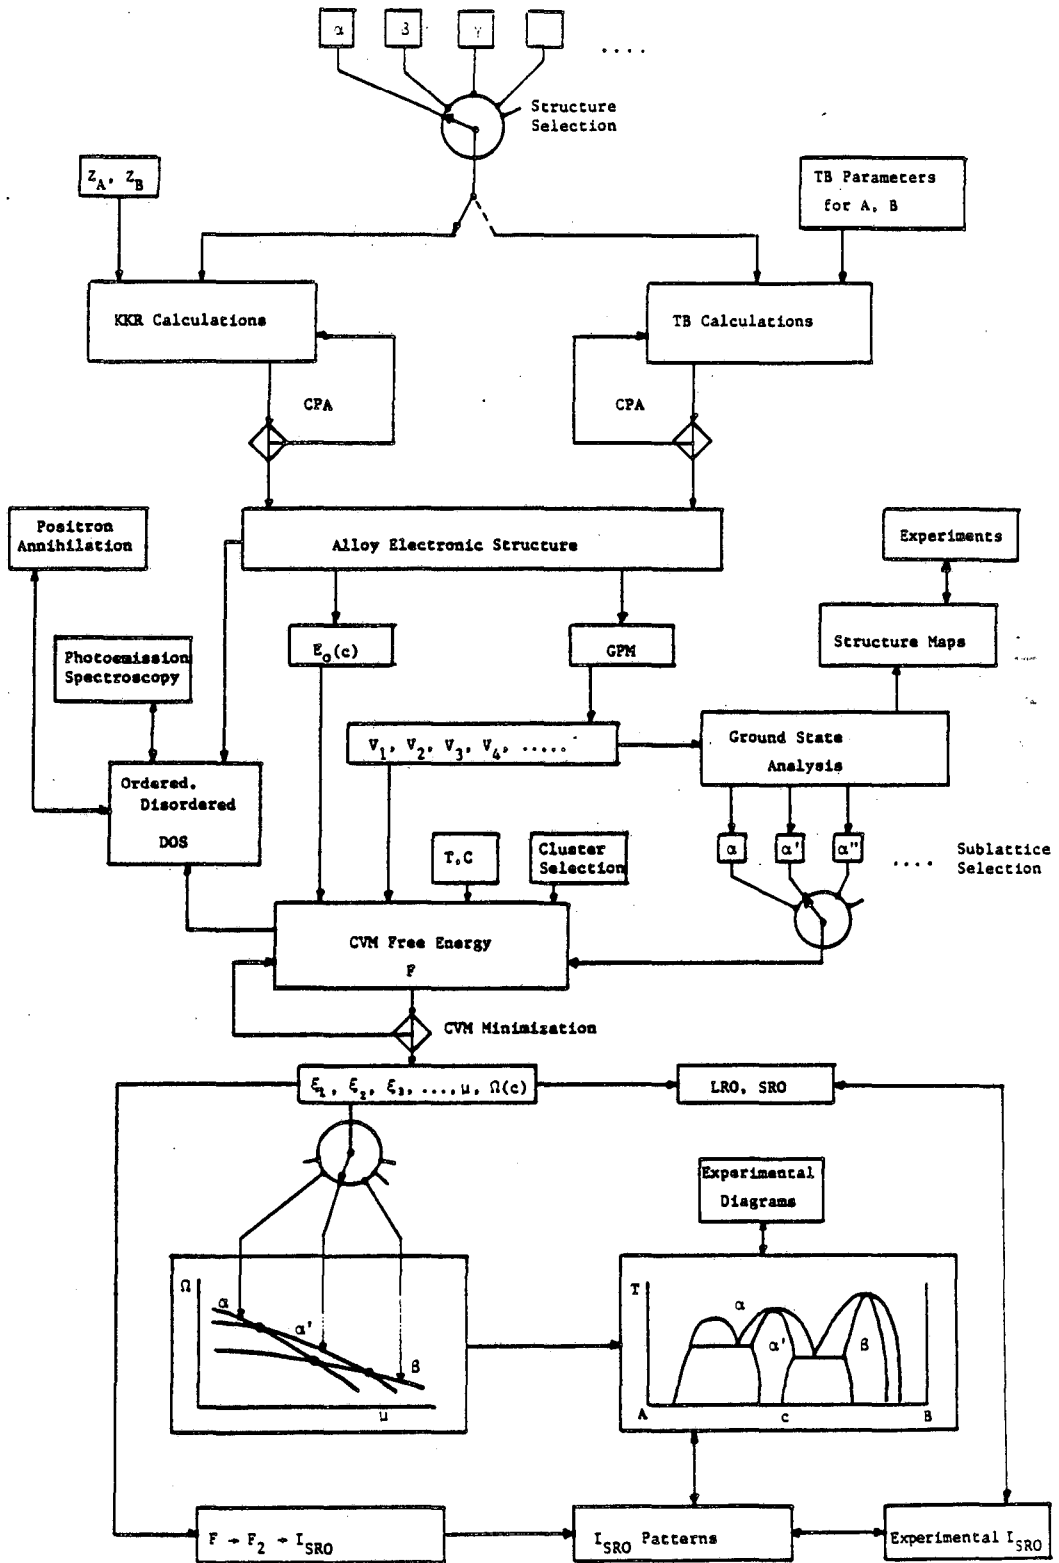 α
β
γ
....
Structure
Selection
Z_A, Z_B
TB Parameters
for A, B
KKR Calculations
TB Calculations
CPA
CPA
Positron
Annihilation
Alloy Electronic Structure
Experiments
Photoemission
Spectroscopy
E_0(c)
GPM
Structure Maps
V_1, V_2, V_3, V_4, .....
Ground State
Analysis
Ordered.
Disordered
DOS
T,C
Cluster
Selection
α
α'
α"
....
Sublattice
Selection
CVM Free Energy
F
CVM Minimization
ξ_1, ξ_2, ξ_3, ...,μ, Ω(c)
LRO, SRO
Experimental
Diagrams
Ω
α
α'
β
μ
T
α
α'
β
A
c
B
F → F_2 → I_SRO
I_SRO Patterns
Experimental I_SRO